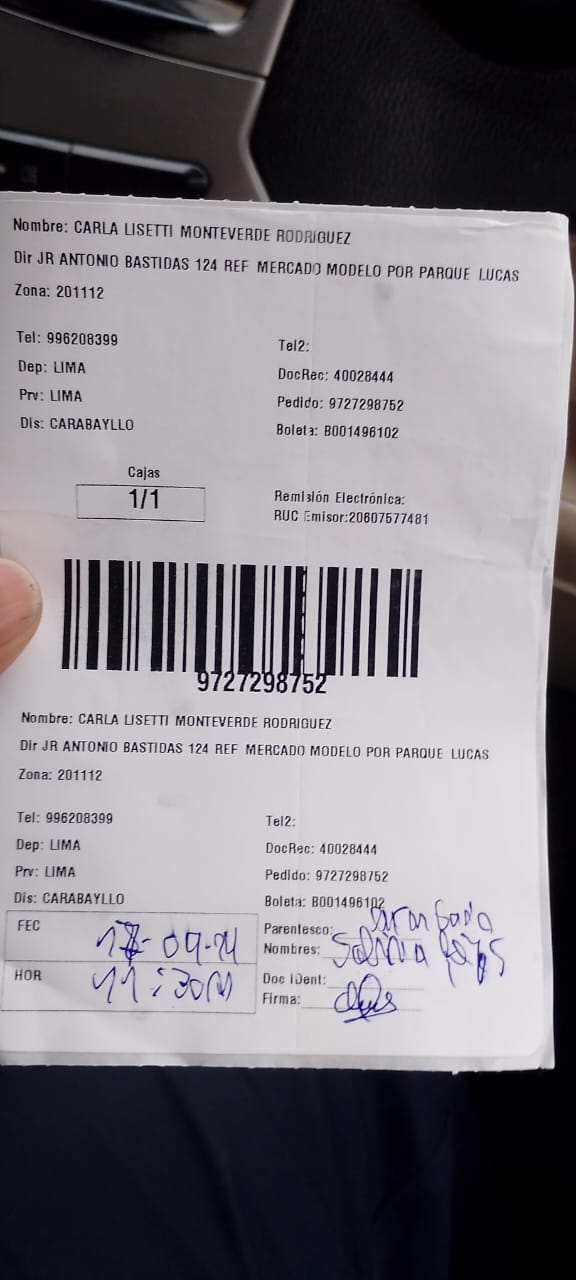 Nombre: CARLA LISETTI MONTEVERDE RODRIGUEZ
Dir JR ANTONIO BASTIDAS 124 REF MERCADO MODELO POR PARQUE LUCAS
Zona: 201112
Tel: 996208399
Tel2:
Dep: LIMA
DocRec: 40028444
Prv: LIMA
Pedido: 9727298752
Dis: CARABAYLLO
Boleta: B001496102
Cajas
1/1
Remisión Electrónica:
RUC Emisor:20607577481
9727298752
Nombre: CARLA LISETTI MONTEVERDE RODRIGUEZ
Dir JR ANTONIO BASTIDAS 124 REF MERCADO MODELO POR PARQUE LUCAS
Zona: 201112
Tel: 996208399
Tel2:
Dep: LIMA
DocRec: 40028444
Prv: LIMA
Pedido: 9727298752
Dis: CARABAYLLO
Boleta: B001496102
FEC
Parentesco:
Nombres:
HOR 11:30
Doc IDent:
Firma: